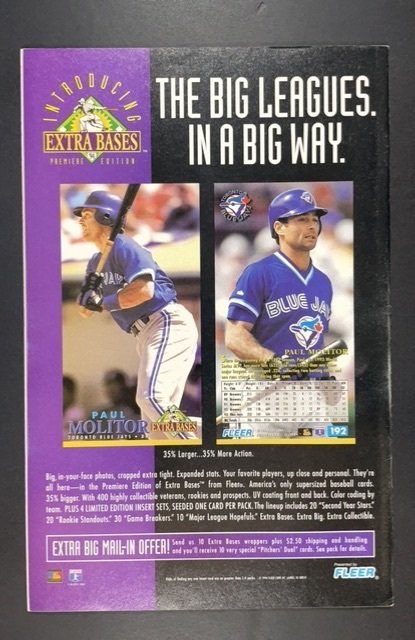 INTRODUCING
EXTRA BASES™
94
PREMIERE EDITION
THE BIG LEAGUES.
IN A BIG WAY.
TORONTO
BLUE JAYS
BLUE JAY
PAUL MOLITOR
PAUL
MOLITOR
TORONTO BLUE JAYS • DH
EXTRA BASES
FLEER
192
35% Larger...35% More Action.
Big, in-your-face photos, cropped extra tight. Expanded stats. Your favorite players, up close and personal. They're
all here—in the Premiere Edition of Extra Bases™ from Fleer®. America's only supersized baseball cards.
35% bigger. With 400 highly collectible veterans, rookies and prospects. UV coating front and back. Color coding by
team. PLUS 4 LIMITED EDITION INSERT SETS, SEEDED ONE CARD PER PACK. The lineup includes 20 "Second Year Stars."
20 "Rookie Standouts." 30 "Game Breakers." 10 "Major League Hopefuls." Extra Bases. Extra Big. Extra Collectible.
EXTRA BIG MAIL-IN OFFER!
Send us 10 Extra Bases wrappers plus $2.50 shipping and handling
and you'll receive 10 very special "Pitchers' Duel" cards. See pack for details.
Presented by
FLEER